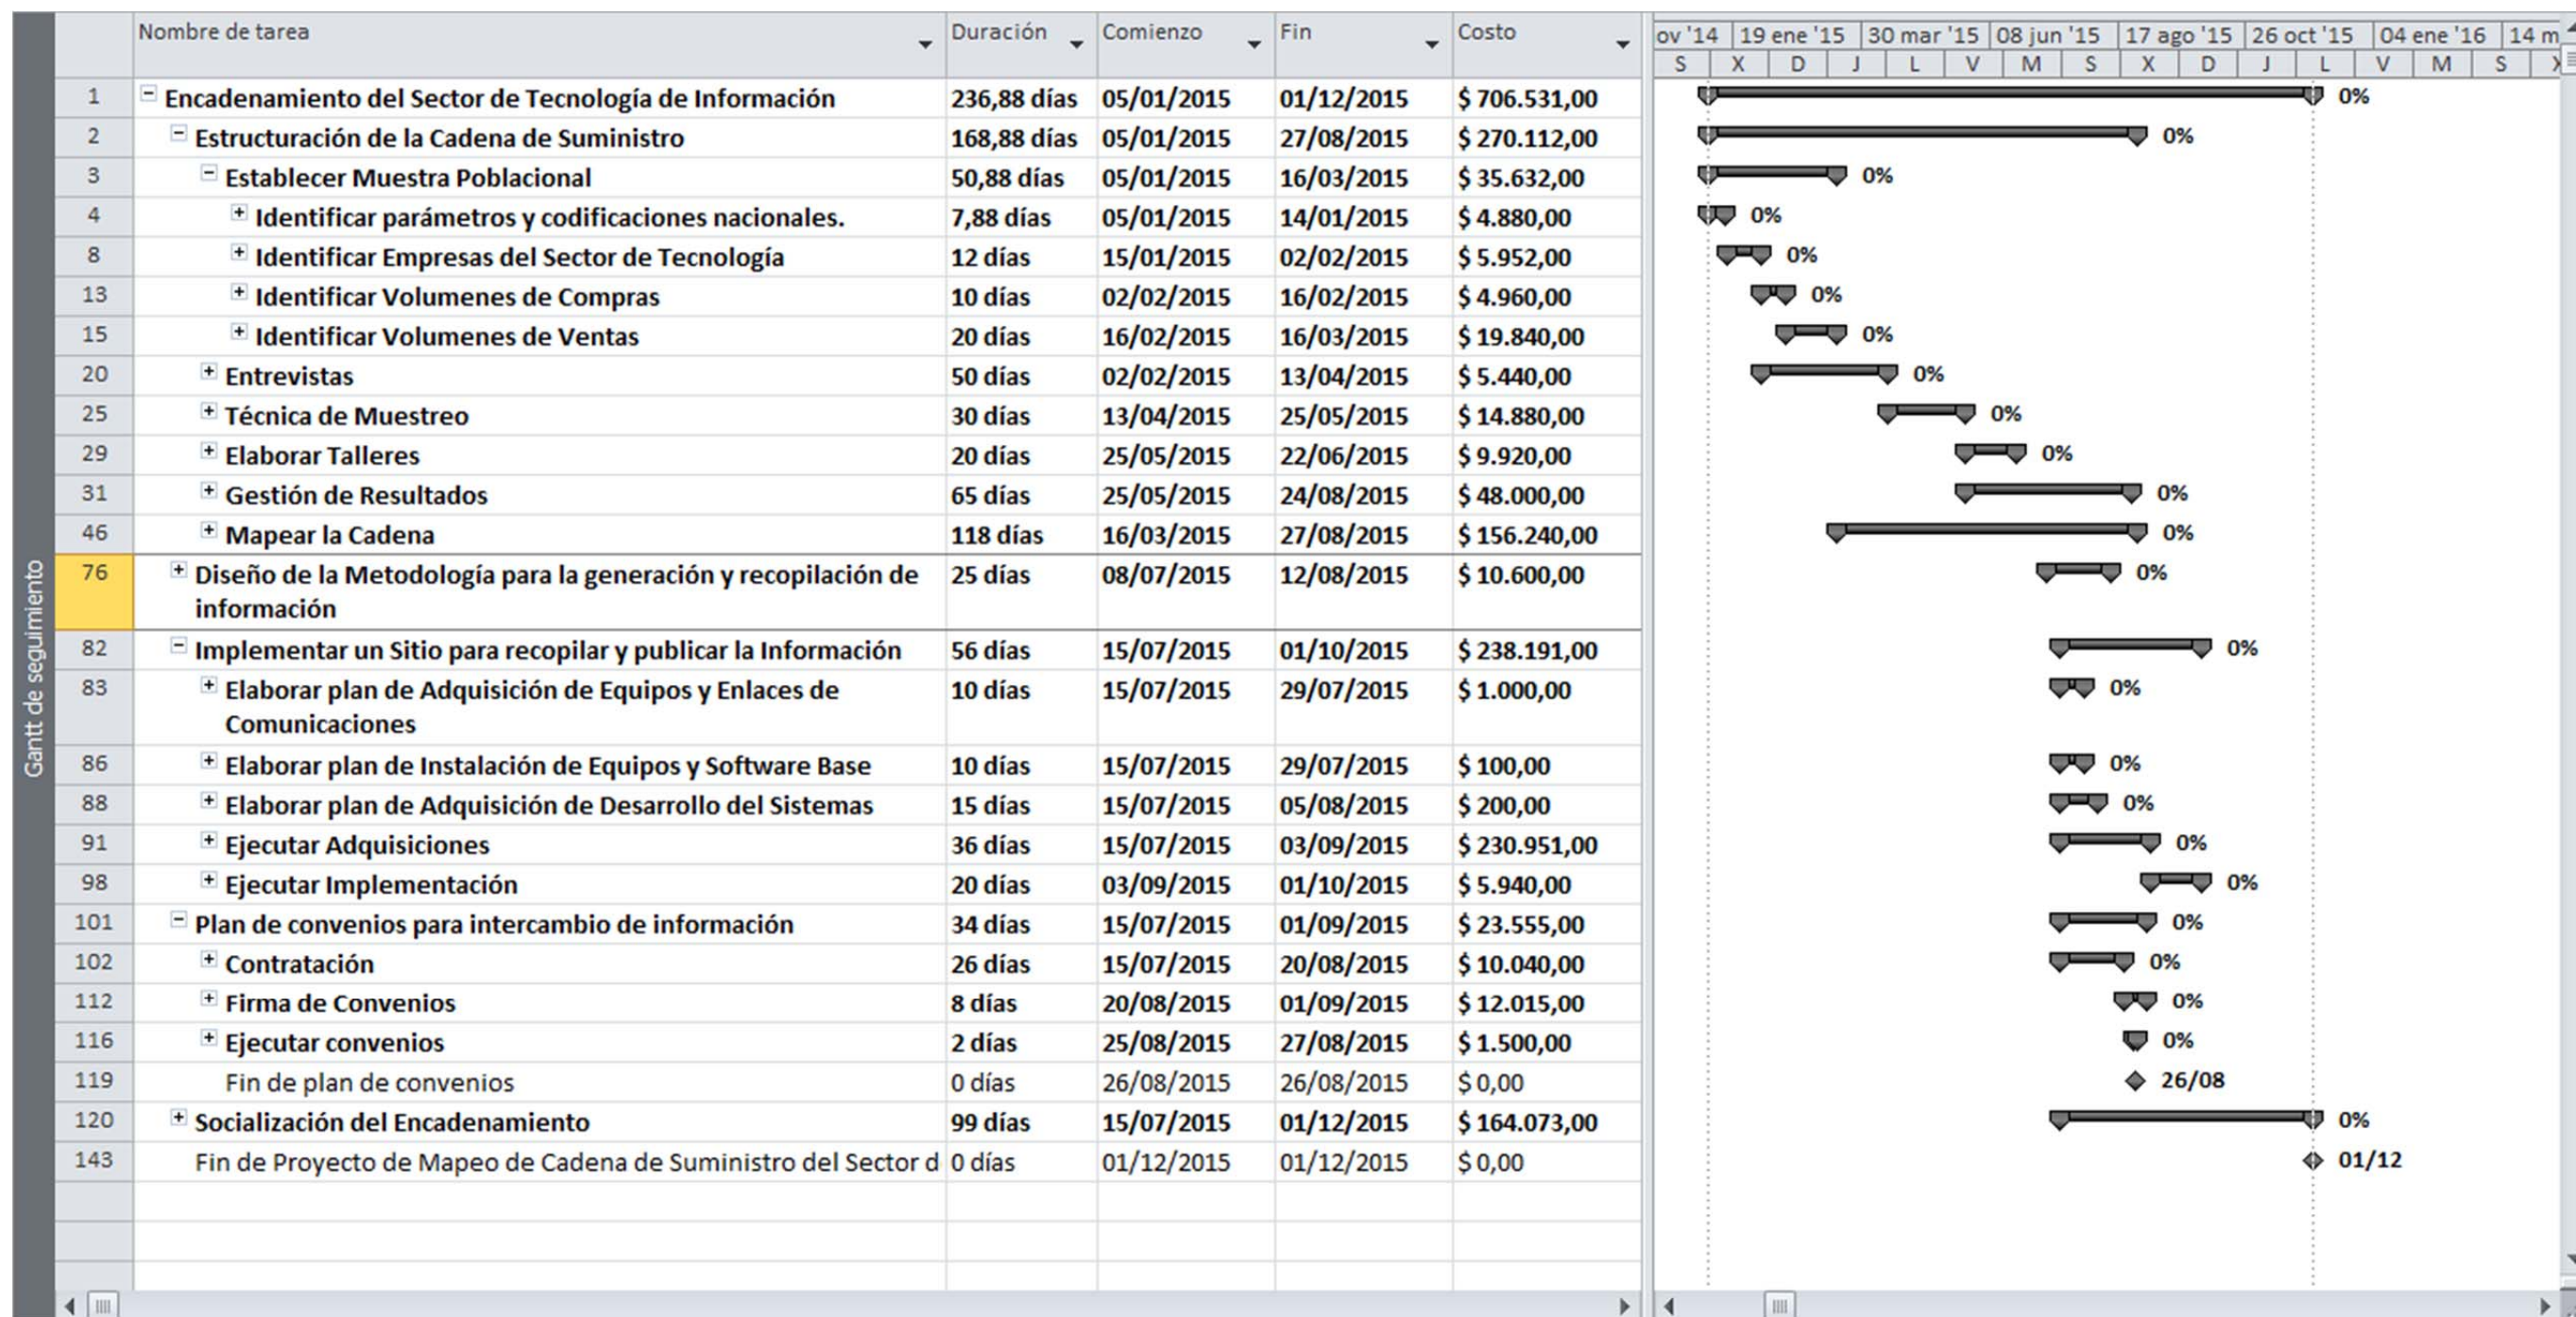 Gantt de seguimiento
Nombre de tarea Duración Comienzo Fin Costo
ov '14 19 ene '15 30 mar '15 08 jun '15 17 ago '15 26 oct '15 04 ene '16 14 m
S X D J L V M S X D J L V M S X
1 Encadenamiento del Sector de Tecnología de Información 236,88 días 05/01/2015 01/12/2015 $ 706.531,00 0%
2 Estructuración de la Cadena de Suministro 168,88 días 05/01/2015 27/08/2015 $ 270.112,00 0%
3 Establecer Muestra Poblacional 50,88 días 05/01/2015 16/03/2015 $ 35.632,00 0%
4 Identificar parámetros y codificaciones nacionales. 7,88 días 05/01/2015 14/01/2015 $ 4.880,00 0%
8 Identificar Empresas del Sector de Tecnología 12 días 15/01/2015 02/02/2015 $ 5.952,00 0%
13 Identificar Volumenes de Compras 10 días 02/02/2015 16/02/2015 $ 4.960,00 0%
15 Identificar Volumenes de Ventas 20 días 16/02/2015 16/03/2015 $ 19.840,00 0%
20 Entrevistas 50 días 02/02/2015 13/04/2015 $ 5.440,00 0%
25 Técnica de Muestreo 30 días 13/04/2015 25/05/2015 $ 14.880,00 0%
29 Elaborar Talleres 20 días 25/05/2015 22/06/2015 $ 9.920,00 0%
31 Gestión de Resultados 65 días 25/05/2015 24/08/2015 $ 48.000,00 0%
46 Mapear la Cadena 118 días 16/03/2015 27/08/2015 $ 156.240,00 0%
76 Diseño de la Metodología para la generación y recopilación de 25 días 08/07/2015 12/08/2015 $ 10.600,00 0%
información
82 Implementar un Sitio para recopilar y publicar la Información 56 días 15/07/2015 01/10/2015 $ 238.191,00 0%
83 Elaborar plan de Adquisición de Equipos y Enlaces de 10 días 15/07/2015 29/07/2015 $ 1.000,00 0%
Comunicaciones
86 Elaborar plan de Instalación de Equipos y Software Base 10 días 15/07/2015 29/07/2015 $ 100,00 0%
88 Elaborar plan de Adquisición de Desarrollo del Sistemas 15 días 15/07/2015 05/08/2015 $ 200,00 0%
91 Ejecutar Adquisiciones 36 días 15/07/2015 03/09/2015 $ 230.951,00 0%
98 Ejecutar Implementación 20 días 03/09/2015 01/10/2015 $ 5.940,00 0%
101 Plan de convenios para intercambio de información 34 días 15/07/2015 01/09/2015 $ 23.555,00 0%
102 Contratación 26 días 15/07/2015 20/08/2015 $ 10.040,00 0%
112 Firma de Convenios 8 días 20/08/2015 01/09/2015 $ 12.015,00 0%
116 Ejecutar convenios 2 días 25/08/2015 27/08/2015 $ 1.500,00 0%
119 Fin de plan de convenios 0 días 26/08/2015 26/08/2015 $ 0,00 26/08
120 Socialización del Encadenamiento 99 días 15/07/2015 01/12/2015 $ 164.073,00 0%
143 Fin de Proyecto de Mapeo de Cadena de Suministro del Sector d 0 días 01/12/2015 01/12/2015 $ 0,00 01/12